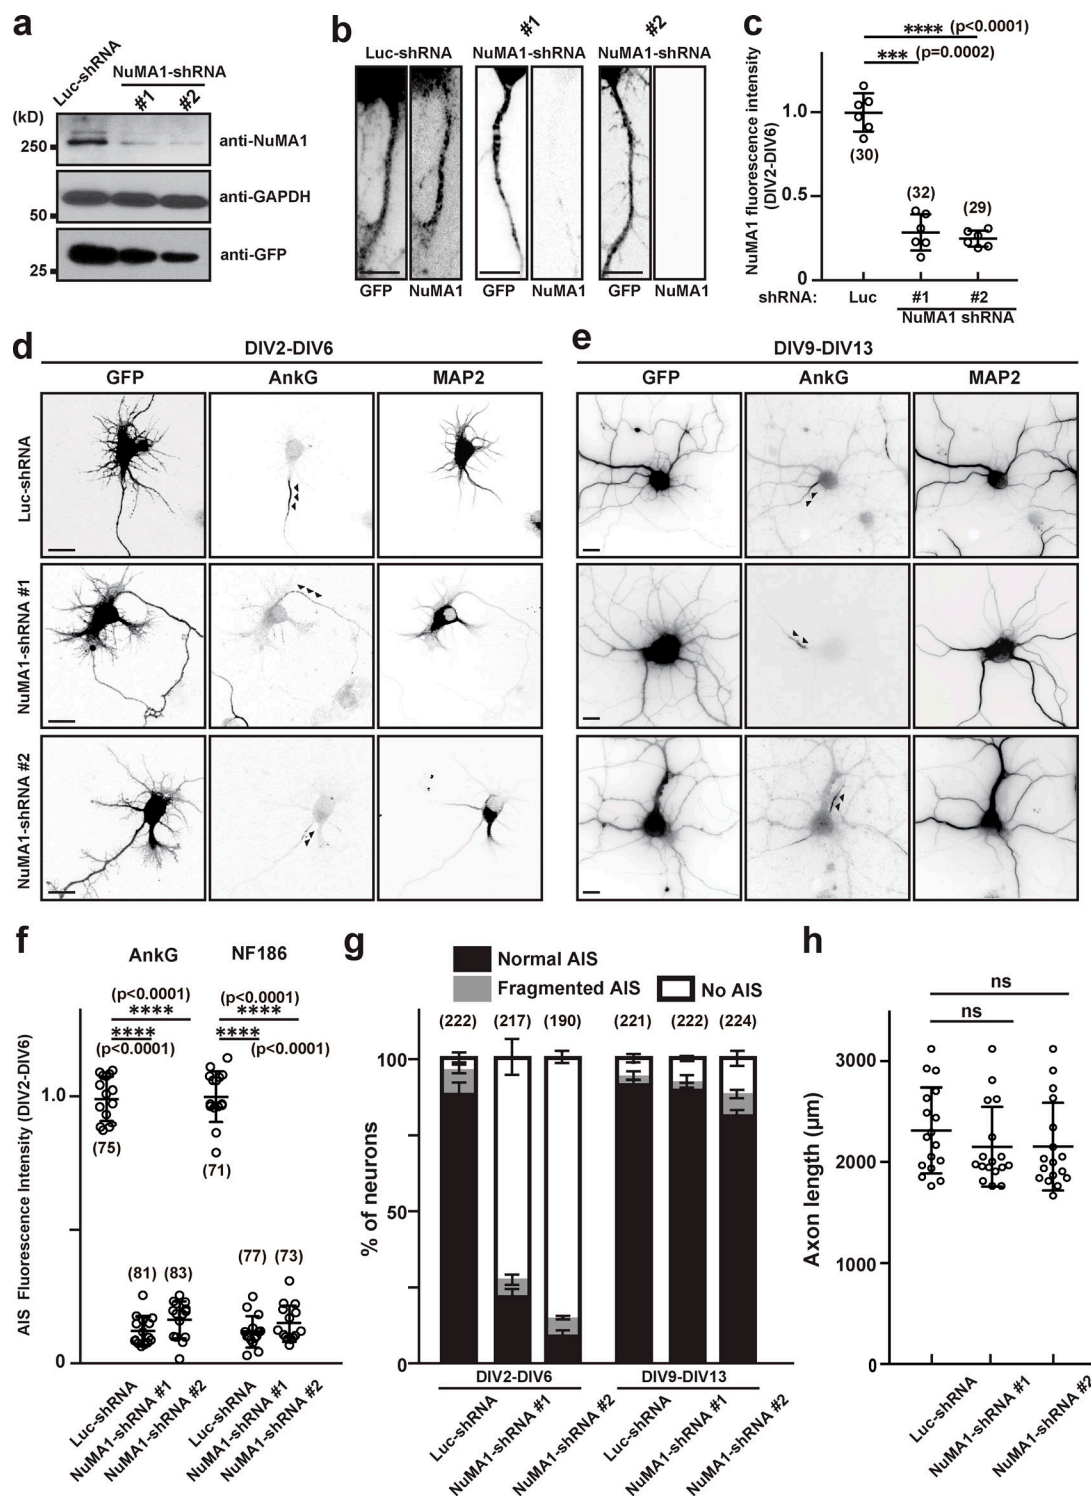 a
Luc-shRNA
NuMA1-shRNA
#1
#2
(kD)
250
anti-NuMA1
anti-GAPDH
50
anti-GFP
25
b
#1
#2
Luc-shRNA
NuMA1-shRNA
NuMA1-shRNA
GFP
NuMA1
GFP
NuMA1
GFP
NuMA1
c
**** (p<0.0001)
*** (p=0.0002)
NuMA1 fluorescence intensity
(DIV2-DIV6)
1.0
0.5
0
(30)
(32)
(29)
shRNA:
Luc
#1
#2
NuMA1 shRNA
d
DIV2-DIV6
GFP
AnkG
MAP2
Luc-shRNA
NuMA1-shRNA #1
NuMA1-shRNA #2
e
DIV9-DIV13
GFP
AnkG
MAP2
f
AnkG
NF186
(p<0.0001)
****
****
(p<0.0001)
(p<0.0001)
****
****
(p<0.0001)
AIS Fluorescence Intensity (DIV2-DIV6)
1.0
0
(75)
(81)
(83)
(71)
(77)
(73)
Luc-shRNA
NuMA1-shRNA #1
NuMA1-shRNA #2
Luc-shRNA
NuMA1-shRNA #1
NuMA1-shRNA #2
g
Normal AIS
Fragmented AIS
No AIS
(222)
(217)
(190)
(221)
(222)
(224)
% of neurons
100
50
0
DIV2-DIV6
DIV9-DIV13
Luc-shRNA
NuMA1-shRNA #1
NuMA1-shRNA #2
Luc-shRNA
NuMA1-shRNA #1
NuMA1-shRNA #2
h
ns
ns
Axon length (µm)
3000
2000
1000
0
Luc-shRNA
NuMA1-shRNA #1
NuMA1-shRNA #2